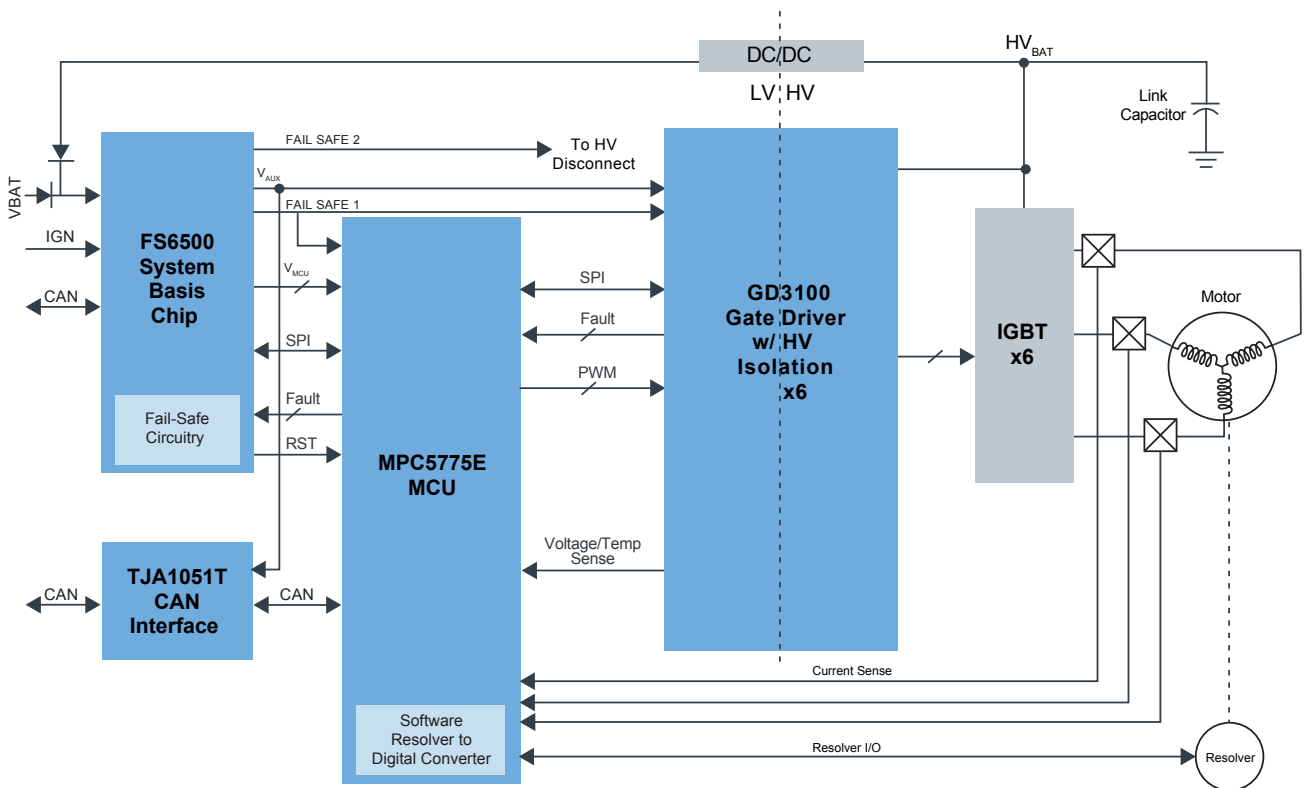 DC/DC
LV HV
HVBAT
Link
Capacitor
FAIL SAFE 2
To HV
Disconnect
VAUX
FAIL SAFE 1
VBAT
IGN
CAN
FS6500
System
Basis
Chip
Fail-Safe
Circuitry
VMCU
SPI
Fault
RST
MPC5775E
MCU
Software
Resolver to
Digital Converter
SPI
Fault
PWM
Voltage/Temp
Sense
GD3100
Gate Driver
w/ HV
Isolation
x6
IGBT
x6
Motor
CAN
TJA1051T
CAN
Interface
CAN
Current Sense
Resolver I/O
Resolver